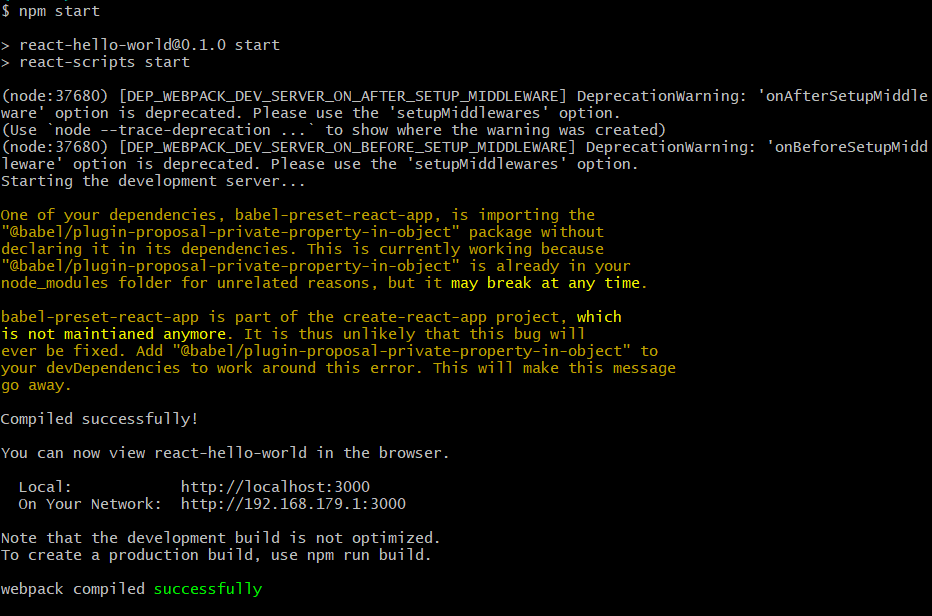 $ npm start
> react-hello-world@0.1.0 start
> react-scripts start
(node:37680) [DEP_WEBPACK_DEV_SERVER_ON_AFTER_SETUP_MIDDLEWARE] DeprecationWarning: 'onAfterSetupMiddle
ware' option is deprecated. Please use the 'setupMiddlewares' option.
(Use `node --trace-deprecation ...` to show where the warning was created)
(node:37680) [DEP_WEBPACK_DEV_SERVER_ON_BEFORE_SETUP_MIDDLEWARE] DeprecationWarning: 'onBeforeSetupMidd
leware' option is deprecated. Please use the 'setupMiddlewares' option.
Starting the development server...
One of your dependencies, babel-preset-react-app, is importing the
"@babel/plugin-proposal-private-property-in-object" package without
declaring it in its dependencies. This is currently working because
"@babel/plugin-proposal-private-property-in-object" is already in your
node_modules folder for unrelated reasons, but it may break at any time.
babel-preset-react-app is part of the create-react-app project, which
is not maintianed anymore. It is thus unlikely that this bug will
ever be fixed. Add "@babel/plugin-proposal-private-property-in-object" to
your devDependencies to work around this error. This will make this message
go away.
Compiled successfully!
You can now view react-hello-world in the browser.
Local: http://localhost:3000
On Your Network: http://192.168.179.1:3000
Note that the development build is not optimized.
To create a production build, use npm run build.
webpack compiled successfully